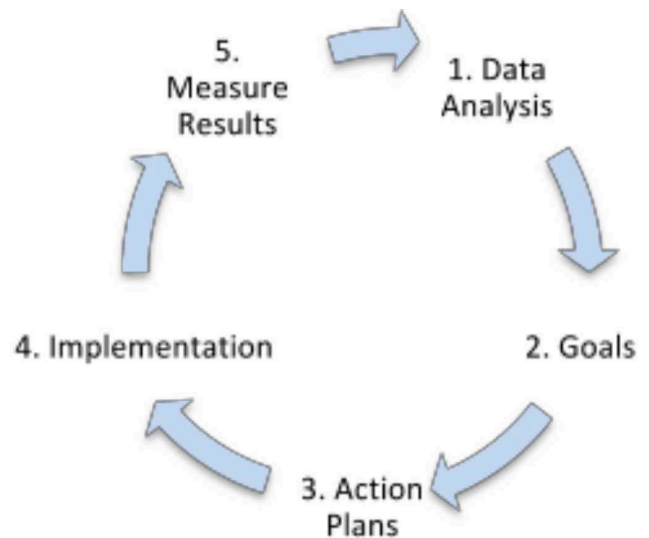 1. Data
Analysis
2. Goals
3. Action
Plans
4. Implementation
5.
Measure
Results